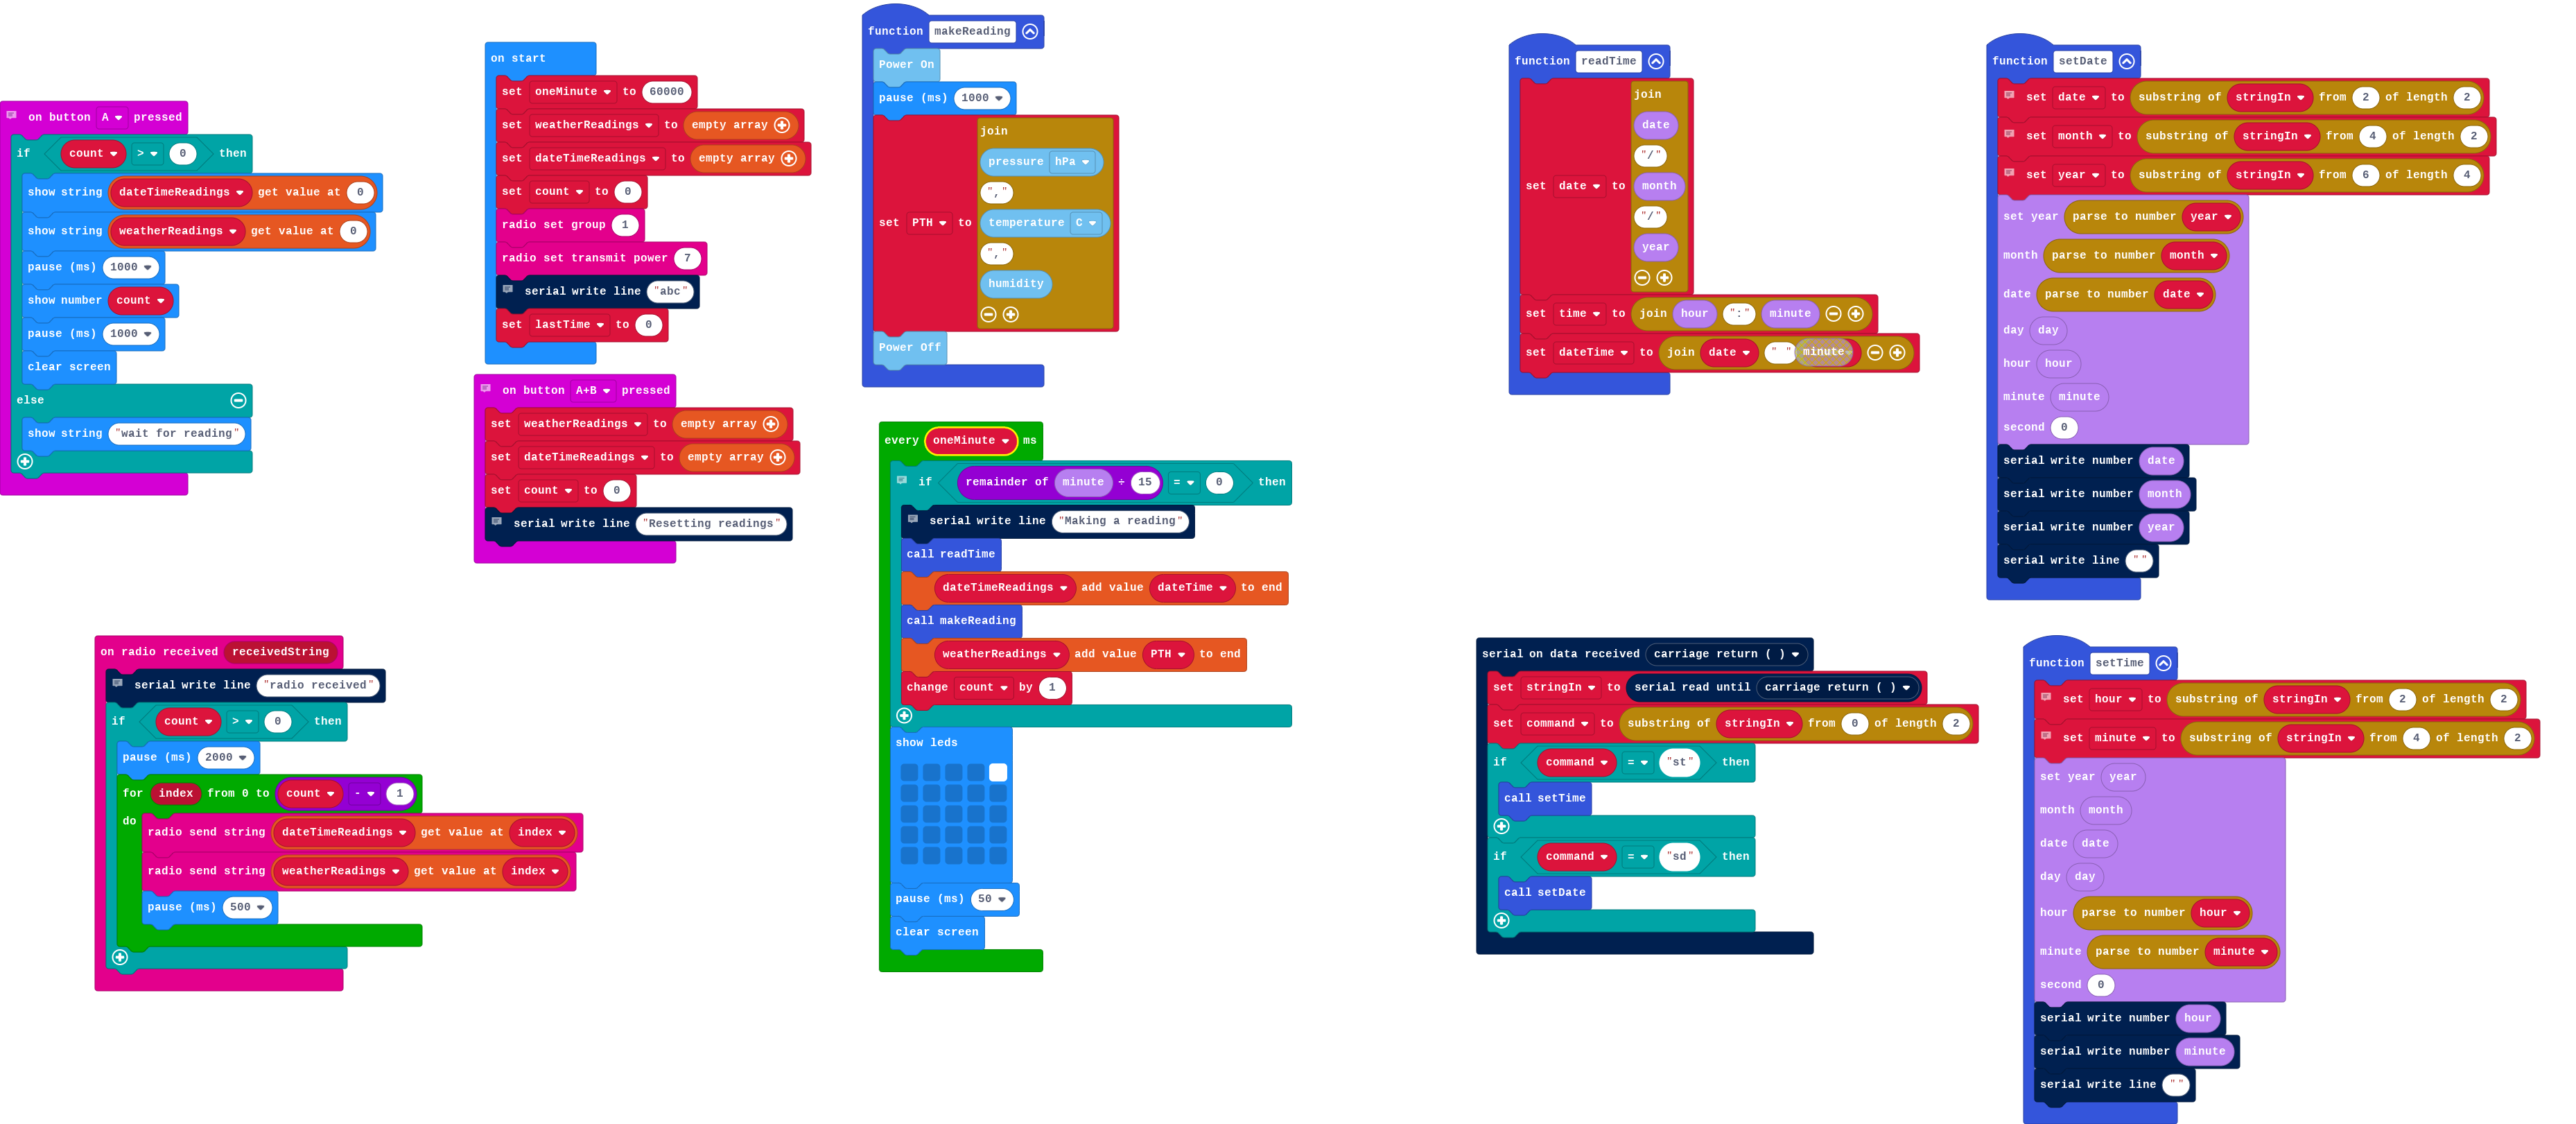 on button A pressed
if count > 0 then
show string dateTimeReadings get value at 0
show string weatherReadings get value at 0
pause (ms) 1000
show number count
pause (ms) 1000
clear screen
else
show string "wait for reading"
on start
set oneMinute to 60000
set weatherReadings to empty array
set dateTimeReadings to empty array
set count to 0
radio set group 1
radio set transmit power 7
serial write line "abc"
set lastTime to 0
on button A+B pressed
set weatherReadings to empty array
set dateTimeReadings to empty array
set count to 0
serial write line "Resetting readings"
on radio received receivedString
serial write line "radio received"
if count > 0 then
pause (ms) 2000
for index from 0 to count - 1
do
radio send string dateTimeReadings get value at index
radio send string weatherReadings get value at index
pause (ms) 500
function makeReading
Power On
pause (ms) 1000
set PTH to
join
pressure hPa
","
temperature C
","
humidity
Power Off
every oneMinute ms
if remainder of minute ÷ 15 = 0 then
serial write line "Making a reading"
call readTime
dateTimeReadings add value dateTime to end
call makeReading
weatherReadings add value PTH to end
change count by 1
show leds
pause (ms) 50
clear screen
function readTime
set date to
join
date
"/"
month
"/"
year
set time to join hour ":" minute
set dateTime to join date " " minute
serial on data received carriage return ( )
set stringIn to serial read until carriage return ( )
set command to substring of stringIn from 0 of length 2
if command = "st" then
call setTime
if command = "sd" then
call setDate
function setDate
set date to substring of stringIn from 2 of length 2
set month to substring of stringIn from 4 of length 2
set year to substring of stringIn from 6 of length 4
set year parse to number year
month parse to number month
date parse to number date
day day
hour hour
minute minute
second 0
serial write number date
serial write number month
serial write number year
serial write line ""
function setTime
set hour to substring of stringIn from 2 of length 2
set minute to substring of stringIn from 4 of length 2
set year year
month month
date date
day day
hour parse to number hour
minute parse to number minute
second 0
serial write number hour
serial write number minute
serial write line ""